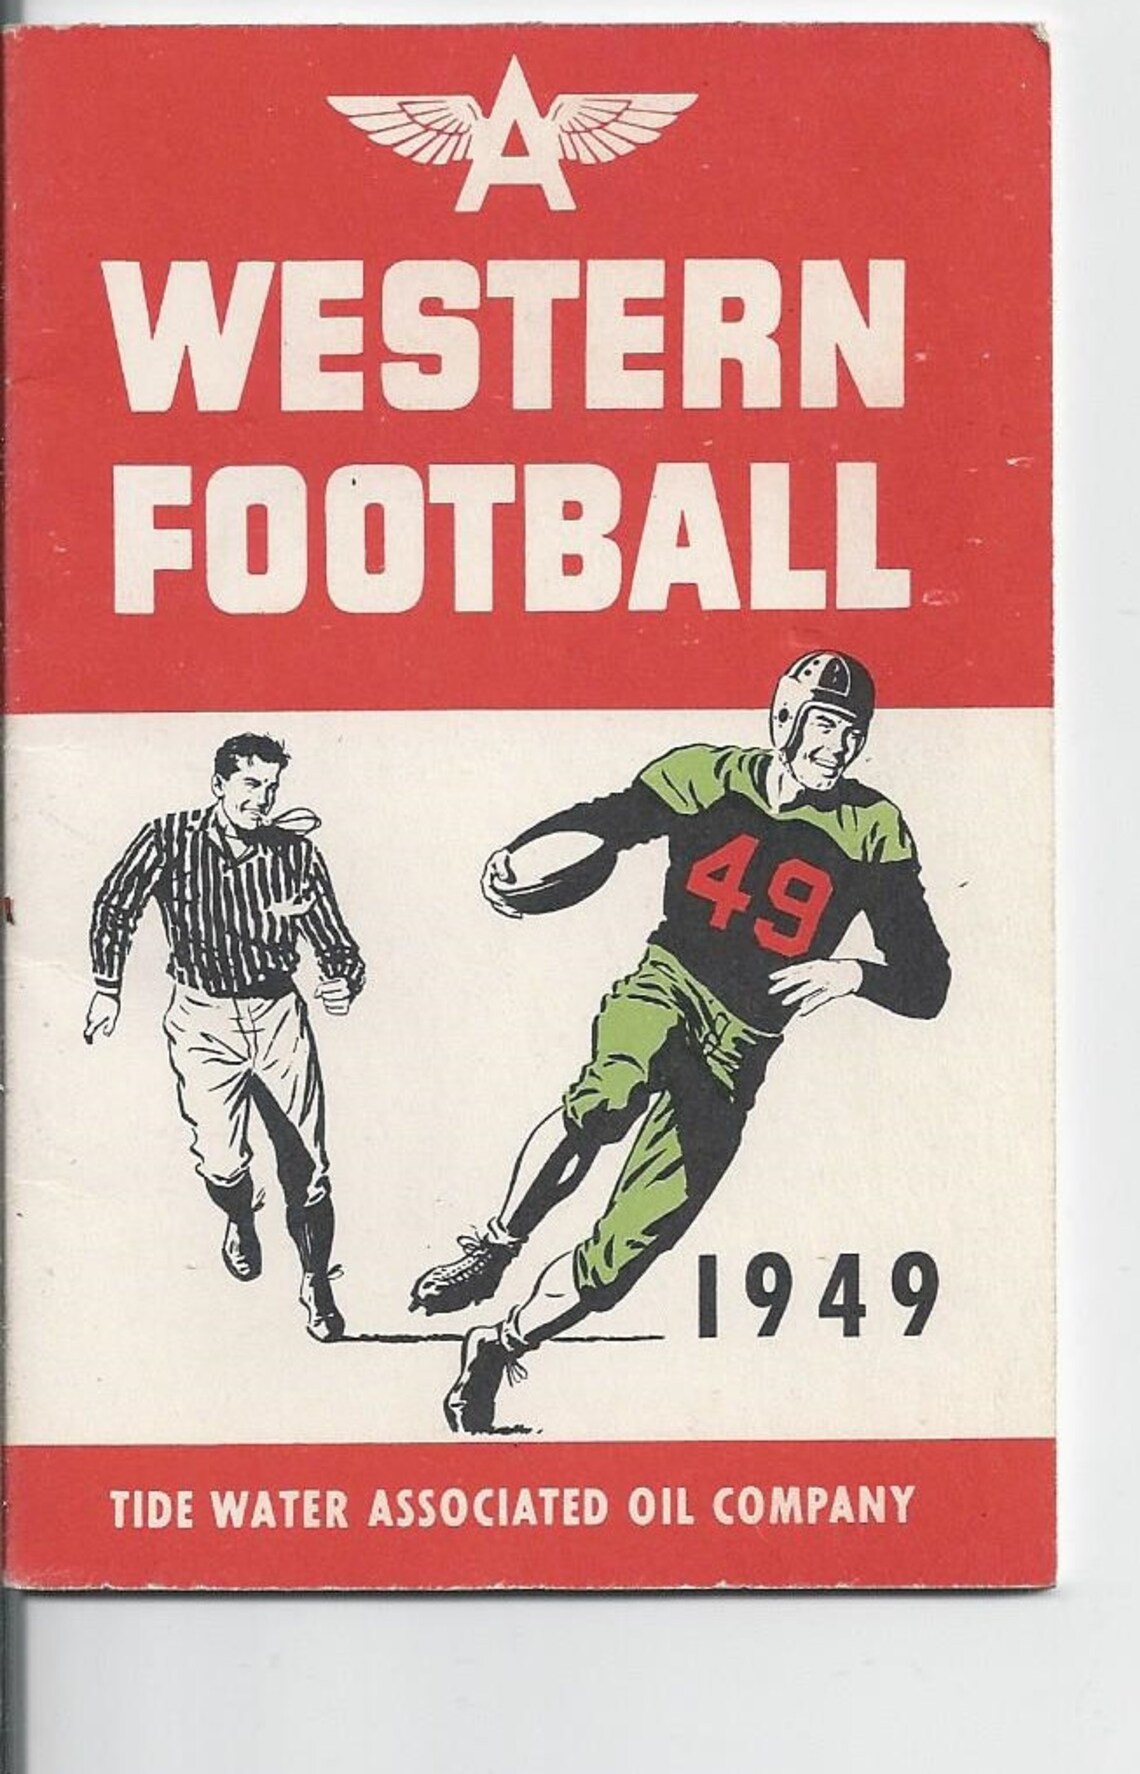 A
WESTERN
FOOTBALL
49
1949
TIDE WATER ASSOCIATED OIL COMPANY